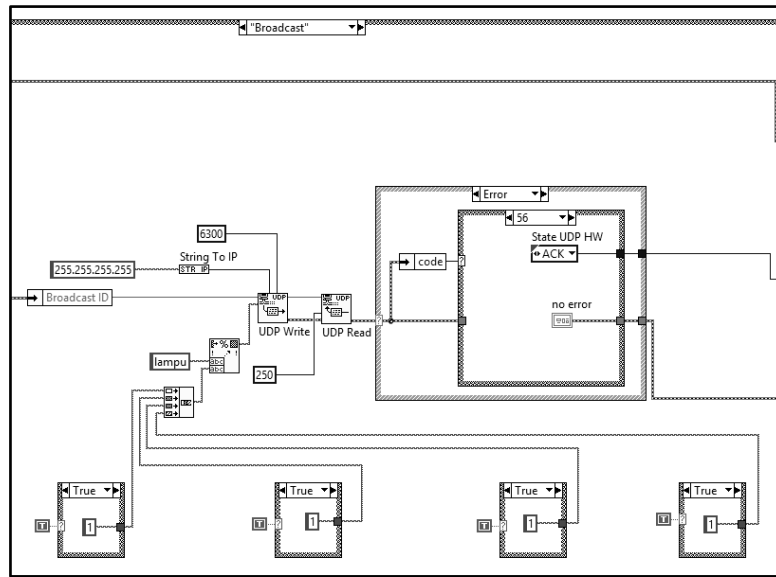 "Broadcast"
Error
56
6300
State UDP HW
ACK
String To IP
255.255.255.255
STR IP
code
Broadcast ID
UDP
UDP
no error
UDP Write
UDP Read
lampu
abc
abc
250
True
True
True
True
T
1
T
1
T
1
T
1